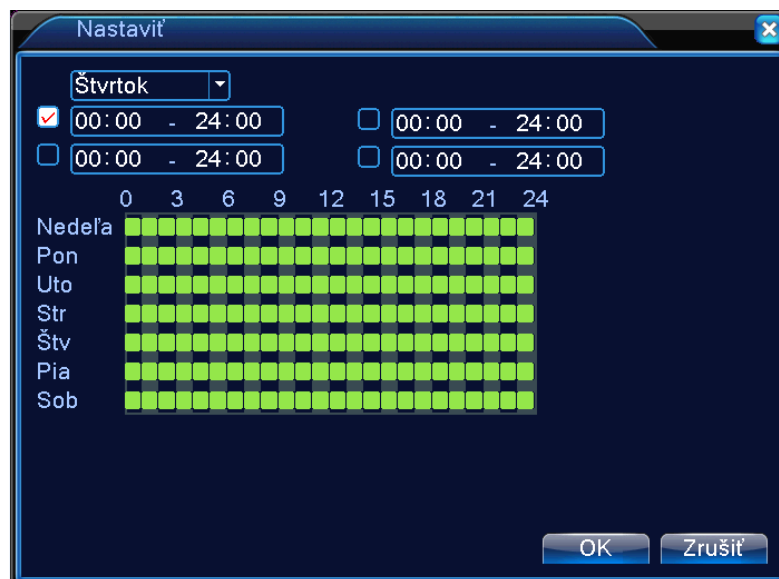 Nastaviť
Štvrtok
00:00 - 24:00 00:00 - 24:00
00:00 - 24:00 00:00 - 24:00
0 3 6 9 12 15 18 21 24
Nedeľa
Pon
Uto
Str
Štv
Pia
Sob
OK Zrušiť